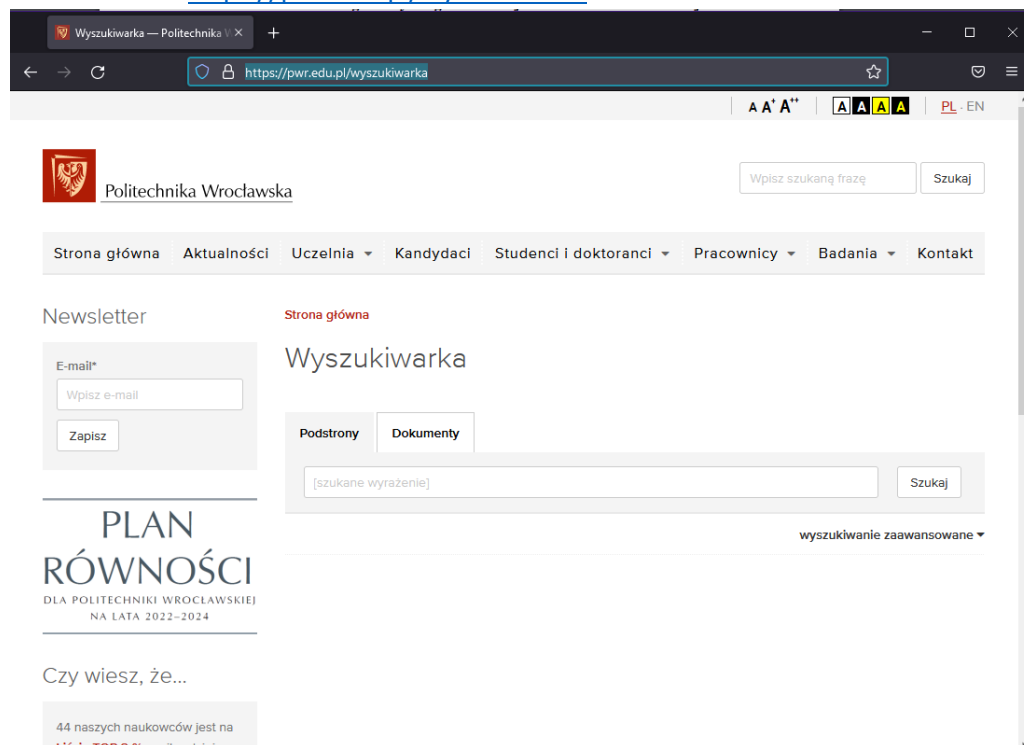 Wyszukiwarka — Politechnika W
https://pwr.edu.pl/wyszukiwarka
A A+ A++ A A A A PL - EN
Politechnika Wrocławska
Wpisz szukaną frazę Szukaj
Strona główna Aktualności Uczelnia Kandydaci Studenci i doktoranci Pracownicy Badania Kontakt
Newsletter
E-mail*
Wpisz e-mail
Zapisz
PLAN
RÓWNOŚCI
DLA POLITECHNIKI WROCŁAWSKIEJ
NA LATA 2022–2024
Czy wiesz, że...
44 naszych naukowców jest na
Strona główna
Wyszukiwarka
Podstrony Dokumenty
[szukane wyrażenie] Szukaj
wyszukiwanie zaawansowane